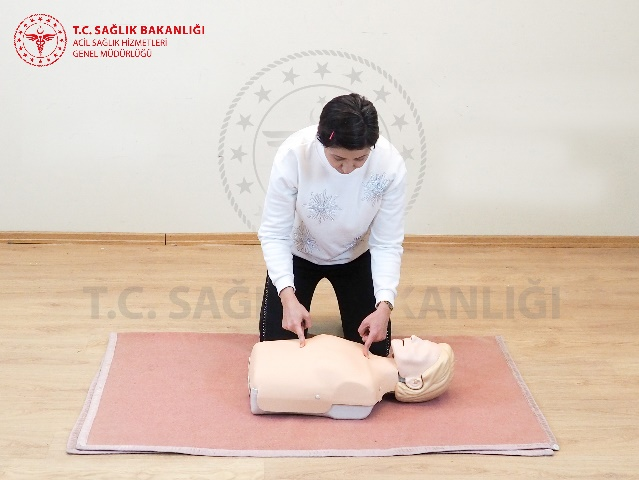 T.C. SAĞLIK BAKANLIĞI
ACİL SAĞLIK HİZMETLERİ
GENEL MÜDÜRLÜĞÜ
T.C. SAĞLIK BAKANLIĞI